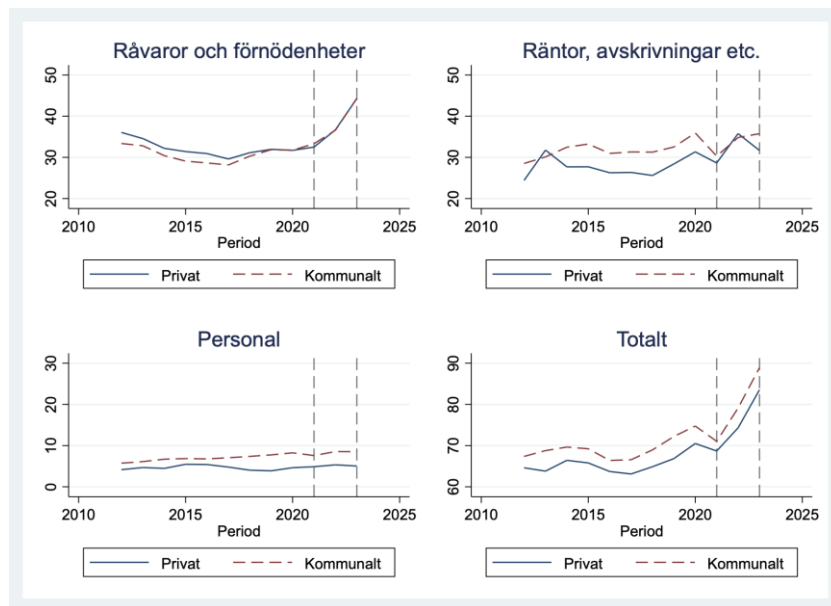 Råvaror och förnödenheter
50
40
30
20
2010 2015 2020 2025
Period
Privat Kommunalt
Räntor, avskrivningar etc.
50
40
30
20
2010 2015 2020 2025
Period
Privat Kommunalt
Personal
30
20
10
0
2010 2015 2020 2025
Period
Privat Kommunalt
Totalt
90
80
70
60
2010 2015 2020 2025
Period
Privat Kommunalt